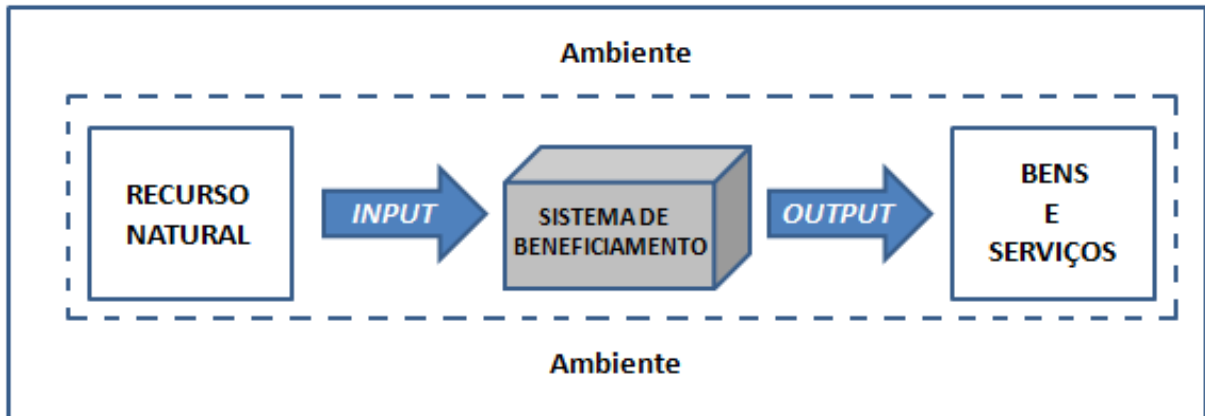 Ambiente
RECURSO
NATURAL
INPUT
SISTEMA DE
BENEFICIAMENTO
OUTPUT
BENS
E
SERVIÇOS
Ambiente